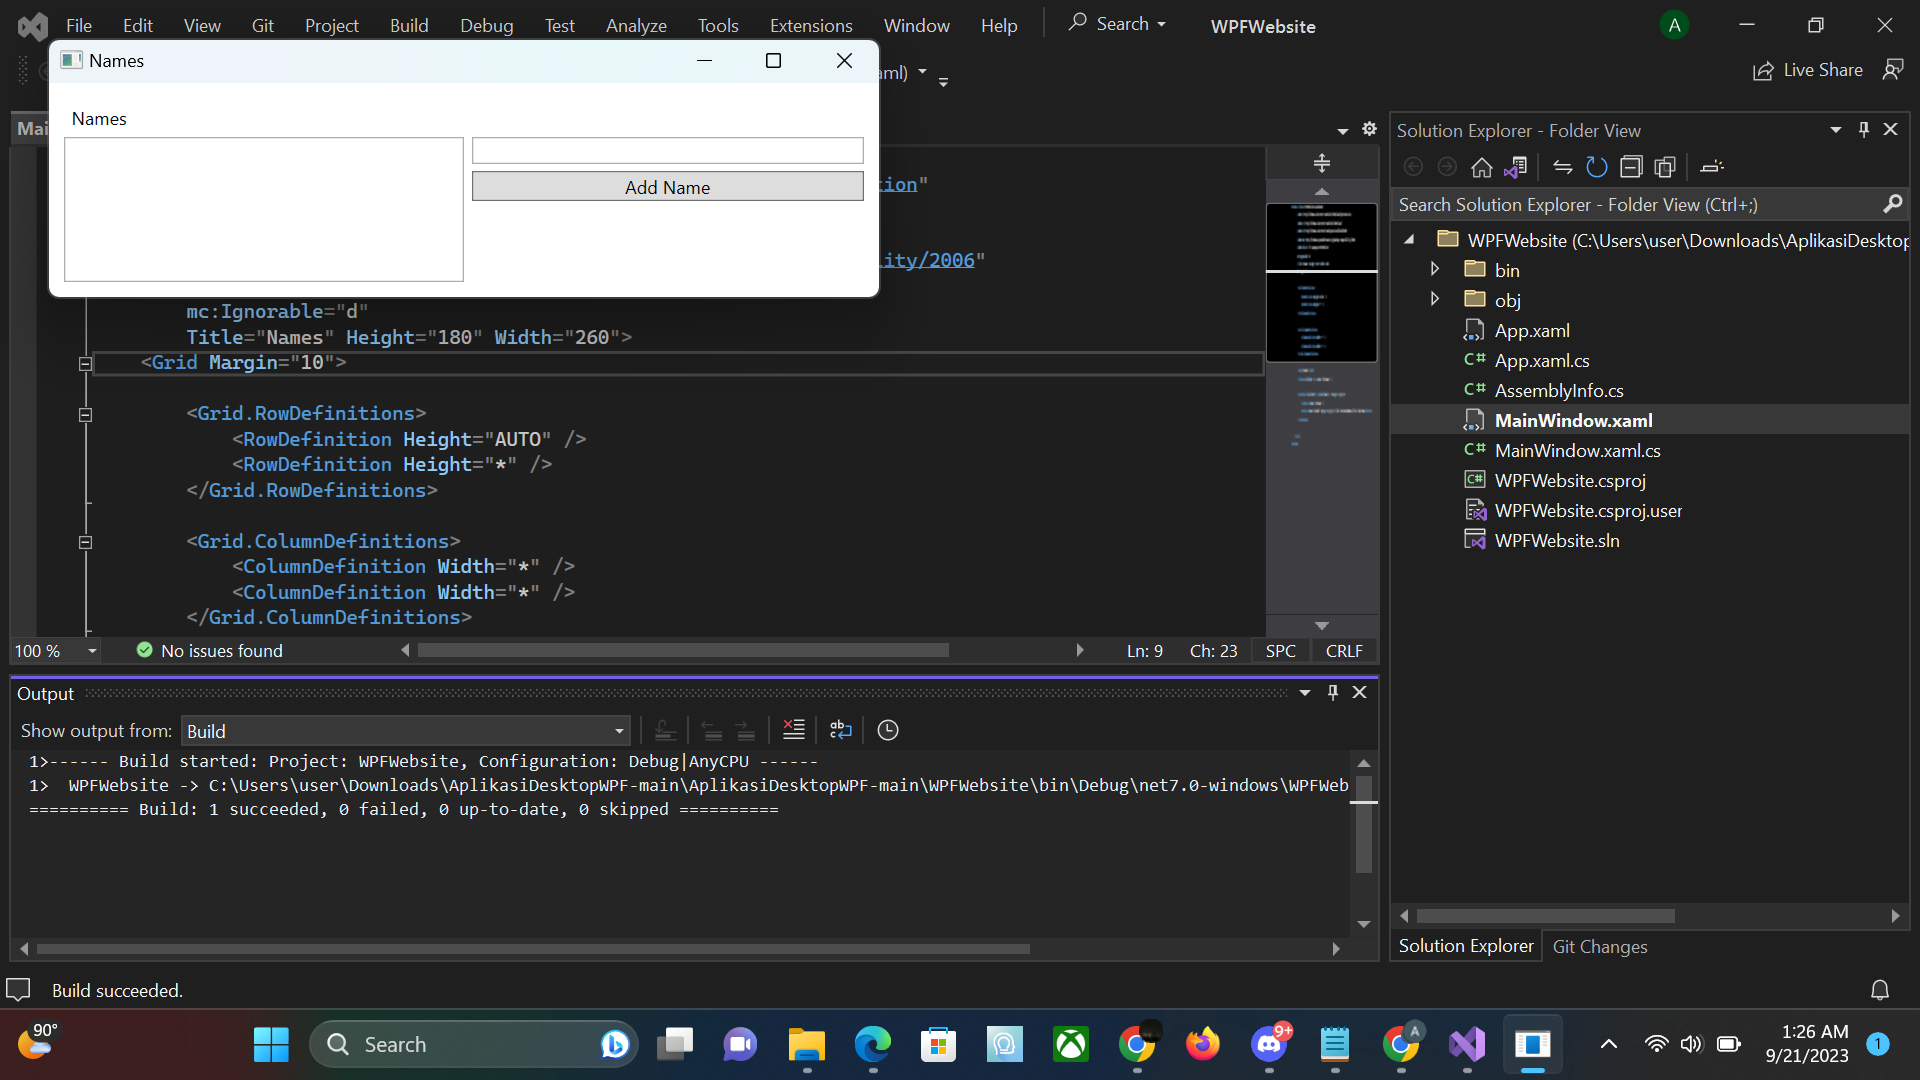 File Edit View Git Project Build Debug Test Analyze Tools Extensions Window Help Search WPFWebsite A
Names
aml)
Live Share
Names
Add Name
Mai
tion"
lity/2006"
mc:Ignorable="d"
Title="Names" Height="180" Width="260">
<Grid Margin="10">
<Grid.RowDefinitions>
<RowDefinition Height="AUTO" />
<RowDefinition Height="*" />
</Grid.RowDefinitions>
<Grid.ColumnDefinitions>
<ColumnDefinition Width="*" />
<ColumnDefinition Width="*" />
</Grid.ColumnDefinitions>
100 % No issues found Ln: 9 Ch: 23 SPC CRLF
Solution Explorer - Folder View
Search Solution Explorer - Folder View (Ctrl+;)
WPFWebsite (C:\Users\user\Downloads\AplikasiDesktop
bin
obj
App.xaml
C# App.xaml.cs
C# AssemblyInfo.cs
MainWindow.xaml
C# MainWindow.xaml.cs
C# WPFWebsite.csproj
WPFWebsite.csproj.user
WPFWebsite.sln
Solution Explorer Git Changes
Output
Show output from: Build
1>------ Build started: Project: WPFWebsite, Configuration: Debug|AnyCPU ------
1>  WPFWebsite -> C:\Users\user\Downloads\AplikasiDesktopWPF-main\AplikasiDesktopWPF-main\WPFWebsite\bin\Debug\net7.0-windows\WPFWeb
========== Build: 1 succeeded, 0 failed, 0 up-to-date, 0 skipped ==========
Build succeeded.
90° Search 9+ A 1:26 AM
9/21/2023 1